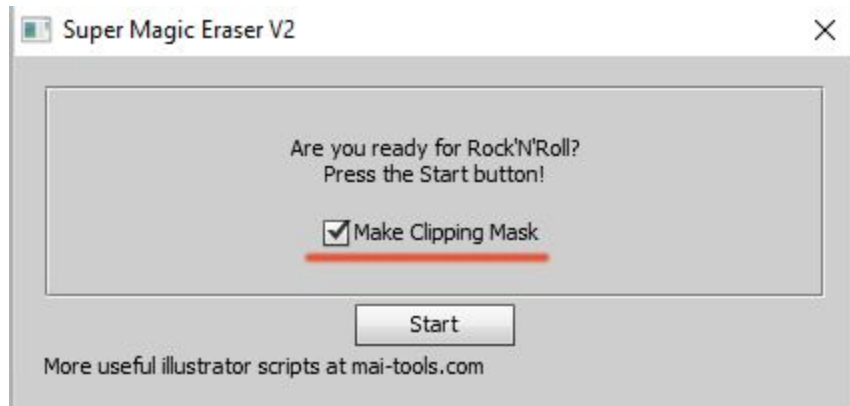 Super Magic Eraser V2
Are you ready for Rock'N'Roll?
Press the Start button!
Make Clipping Mask
Start
More useful illustrator scripts at mai-tools.com